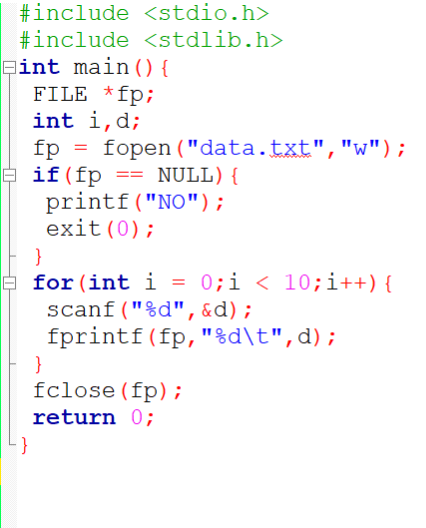 #include <stdio.h>
#include <stdlib.h>
int main(){
FILE *fp;
int i,d;
fp = fopen("data.txt","w");
if(fp == NULL){
printf("NO");
exit(0);
}
for(int i = 0;i < 10;i++){
scanf("%d",&d);
fprintf(fp,"%d\t",d);
}
fclose(fp);
return 0;
}